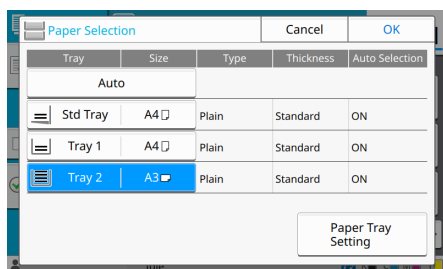 Paper Selection Cancel OK
Tray Size Type Thickness Auto Selection
Auto
Std Tray A4 Plain Standard ON
Tray 1 A4 Plain Standard ON
Tray 2 A3 Plain Standard ON
Paper Tray
Setting